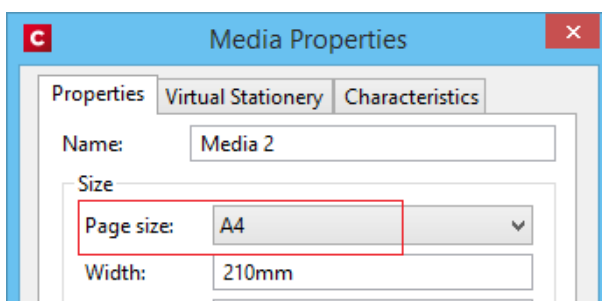 C Media Properties
Properties Virtual Stationery Characteristics
Name: Media 2
Size
Page size: A4
Width: 210mm